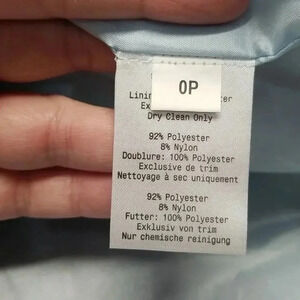 0P
Dry Clean Only
92% Polyester
8% Nylon
Doublure: 100% Polyester
Exclusive de trim
Nettoyage à sec uniquement
92% Polyester
8% Nylon
Futter: 100% Polyester
Exklusiv von trim
Nur chemische reinigung